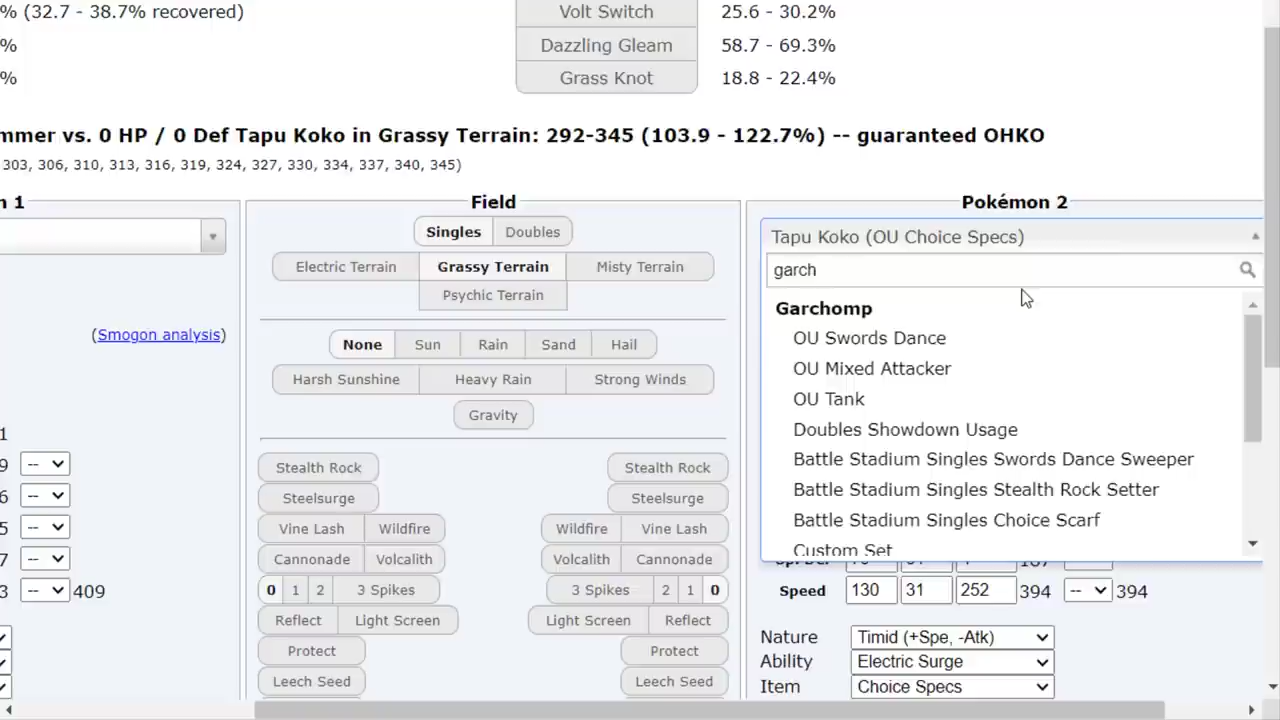 % (32.7 - 38.7% recovered)
Volt Switch 25.6 - 30.2%
% Dazzling Gleam 58.7 - 69.3%
% Grass Knot 18.8 - 22.4%
mmer vs. 0 HP / 0 Def Tapu Koko in Grassy Terrain: 292-345 (103.9 - 122.7%) -- guaranteed OHKO
303, 306, 310, 313, 316, 319, 324, 327, 330, 334, 337, 340, 345)
n 1
Field
Pokémon 2
Singles Doubles
Electric Terrain Grassy Terrain Misty Terrain
Psychic Terrain
(Smogon analysis)
None Sun Rain Sand Hail
Harsh Sunshine Heavy Rain Strong Winds
Gravity
1
9 --
6 --
5 --
7 --
3 -- 409
Stealth Rock Stealth Rock
Steelsurge Steelsurge
Vine Lash Wildfire Wildfire Vine Lash
Cannonade Volcalith Volcalith Cannonade
0 1 2 3 Spikes 3 Spikes 2 1 0
Reflect Light Screen Light Screen Reflect
Protect Protect
Leech Seed Leech Seed
Tapu Koko (OU Choice Specs)
garch
Garchomp
OU Swords Dance
OU Mixed Attacker
OU Tank
Doubles Showdown Usage
Battle Stadium Singles Swords Dance Sweeper
Battle Stadium Singles Stealth Rock Setter
Battle Stadium Singles Choice Scarf
Custom Set
Speed 130 31 252 394 -- 394
Nature Timid (+Spe, -Atk)
Ability Electric Surge
Item Choice Specs